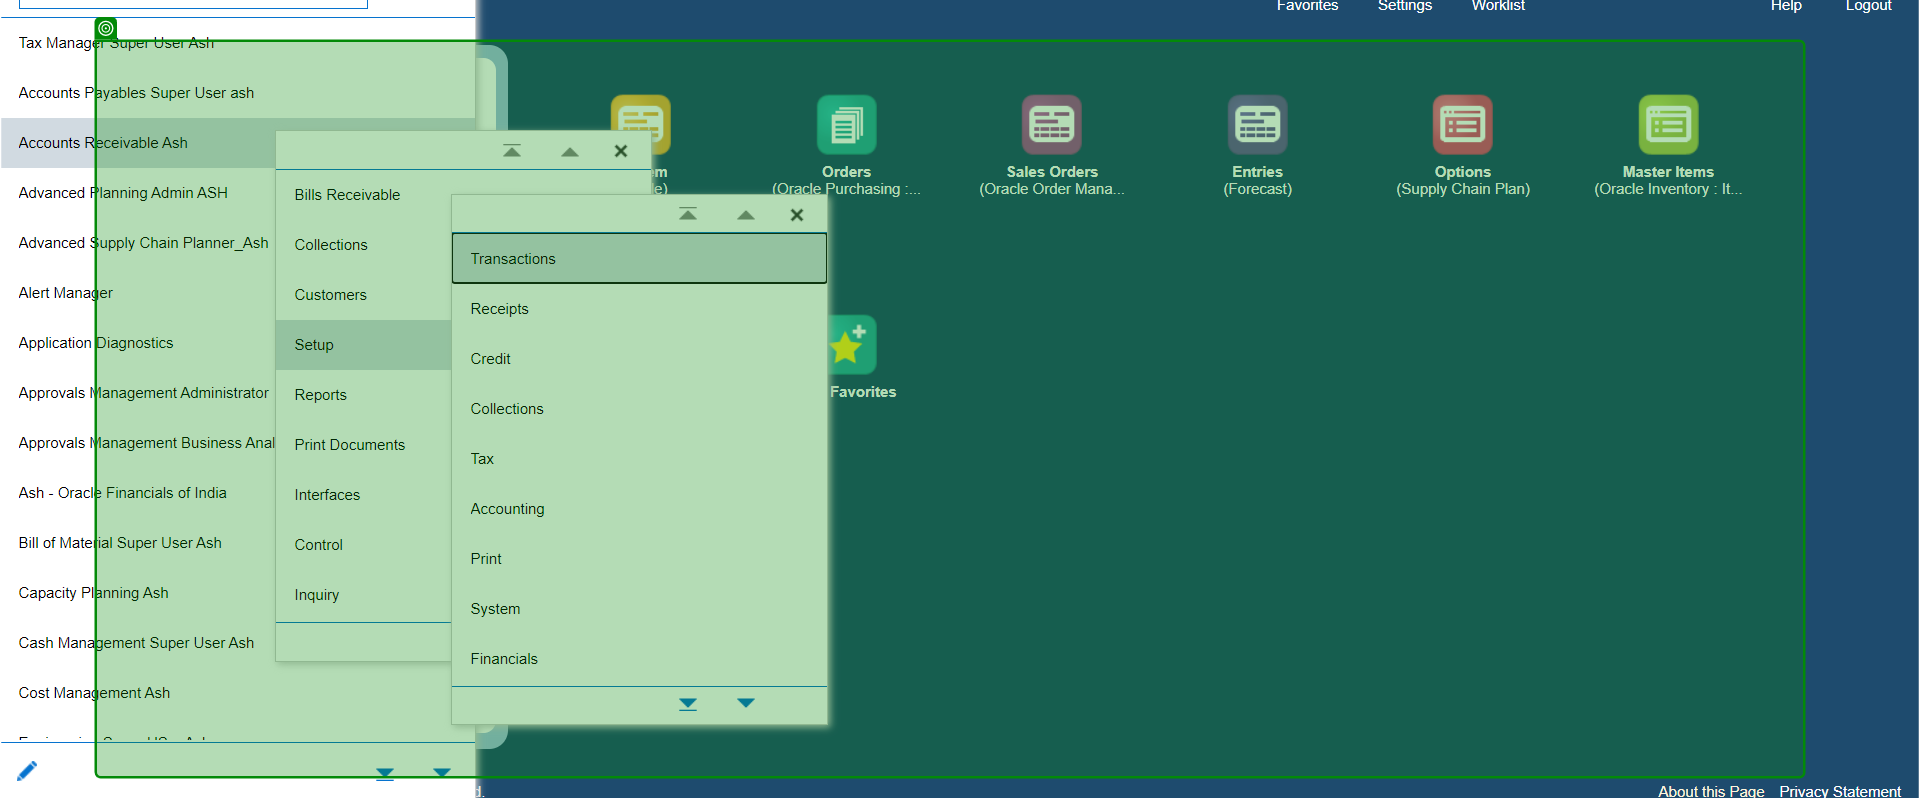 Favorites Settings Worklist Help Logout
Tax Manager Super User Ash
Accounts Payables Super User ash
Accounts Receivable Ash
Advanced Planning Admin ASH
Advanced Supply Chain Planner_Ash
Alert Manager
Application Diagnostics
Approvals Management Administrator
Approvals Management Business Anal
Ash - Oracle Financials of India
Bill of Material Super User Ash
Capacity Planning Ash
Cash Management Super User Ash
Cost Management Ash
Bills Receivable
Collections
Customers
Setup
Reports
Print Documents
Interfaces
Control
Inquiry
Transactions
Receipts
Credit
Collections
Tax
Accounting
Print
System
Financials
Orders
(Oracle Purchasing :...
Sales Orders
(Oracle Order Mana...
Entries
(Forecast)
Options
(Supply Chain Plan)
Master Items
(Oracle Inventory : It...
Favorites
About this Page Privacy Statement